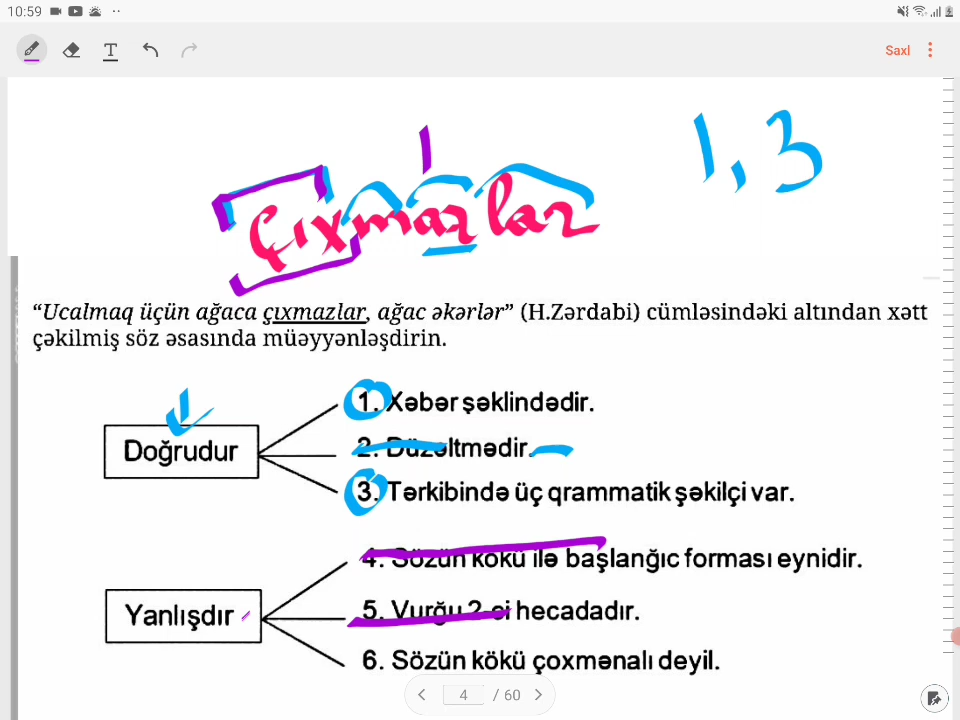 10:59
T Saxl
1
1, 3
Çıxmazlar
“Ucalmaq üçün ağaca çıxmazlar, ağac əkərlər” (H.Zərdabi) cümləsindəki altından xətt
çəkilmiş söz əsasında müəyyənləşdirin.
Doğrudur
1. Xəbər şəklindədir.
2. Düzəltmədir.
3. Tərkibində üç qrammatik şəkilçi var.
Yanlışdır
4. Sözün kökü ilə başlanğıc forması eynidir.
5. Vurğu 2-ci hecadadır.
6. Sözün kökü çoxmənalı deyil.
4 / 60